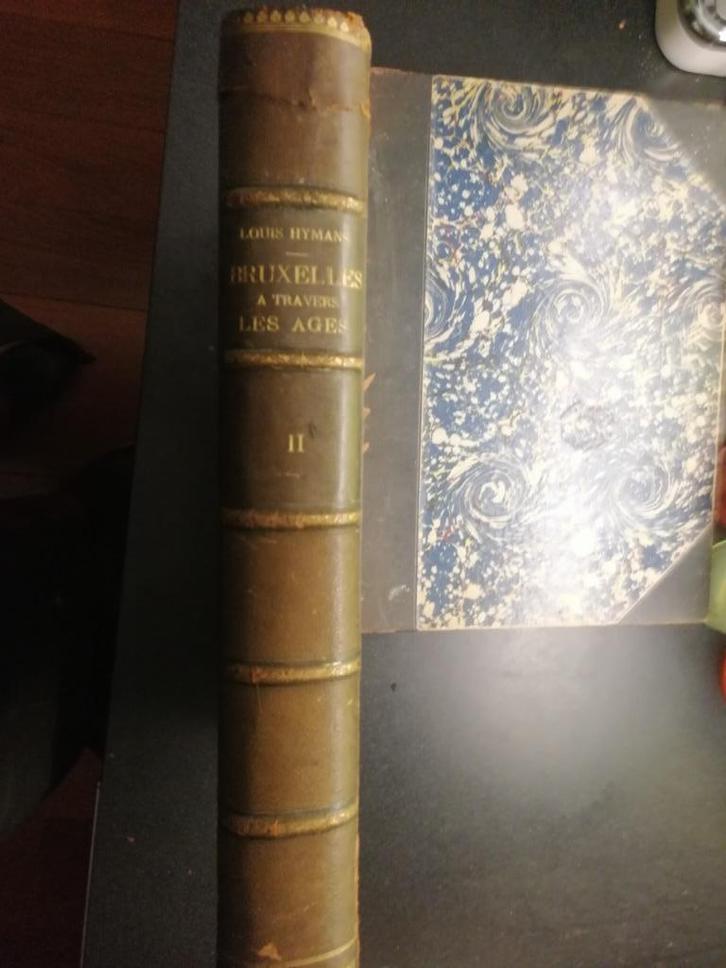 LOUIS HYMANS
BRUXELLES
A TRAVERS
LES AGES
II